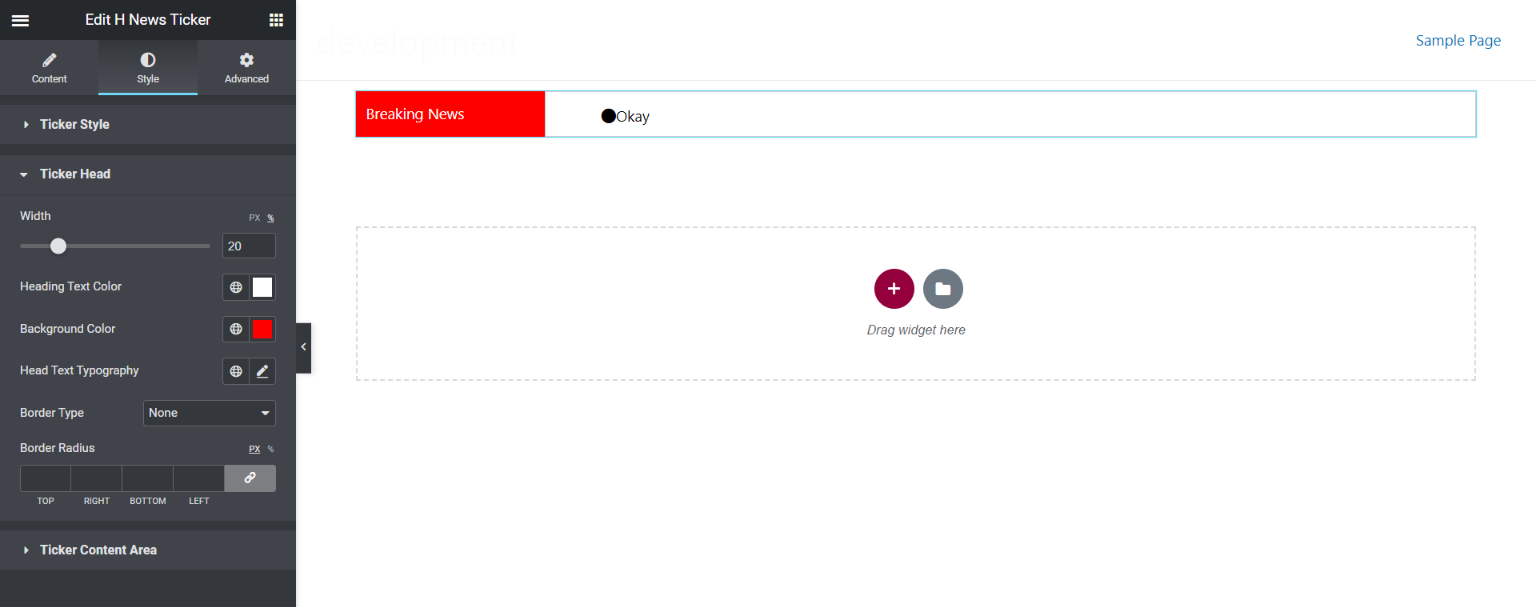 Edit H News Ticker
Content
Style
Advanced
Ticker Style
Ticker Head
Width
PX %
20
Heading Text Color
Background Color
Head Text Typography
Border Type
None
Border Radius
PX %
TOP RIGHT BOTTOM LEFT
Ticker Content Area
development
Sample Page
Breaking News
Okay
Drag widget here